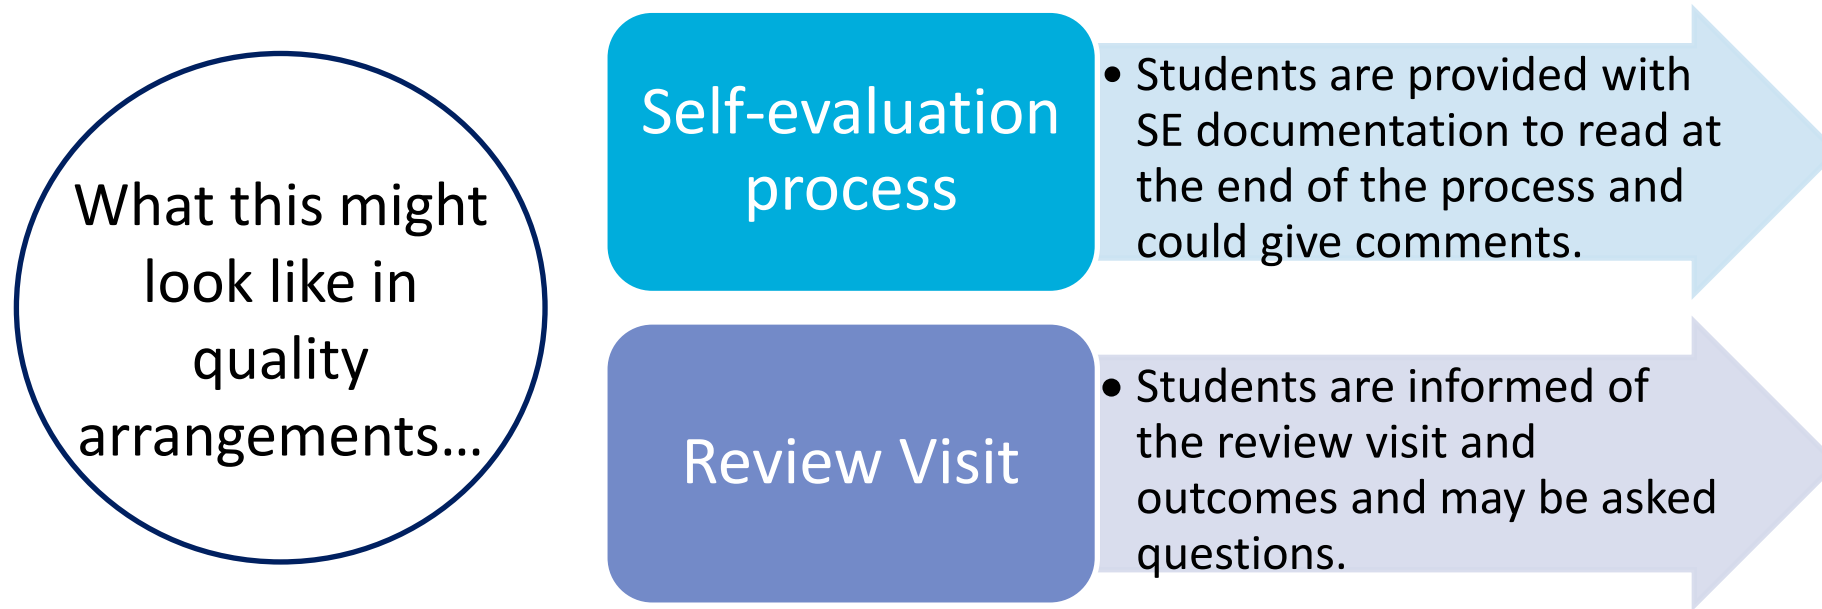 What this might
look like in
quality
arrangements...
Self-evaluation
process
• Students are provided with
SE documentation to read at
the end of the process and
could give comments.
Review Visit
• Students are informed of
the review visit and
outcomes and may be asked
questions.